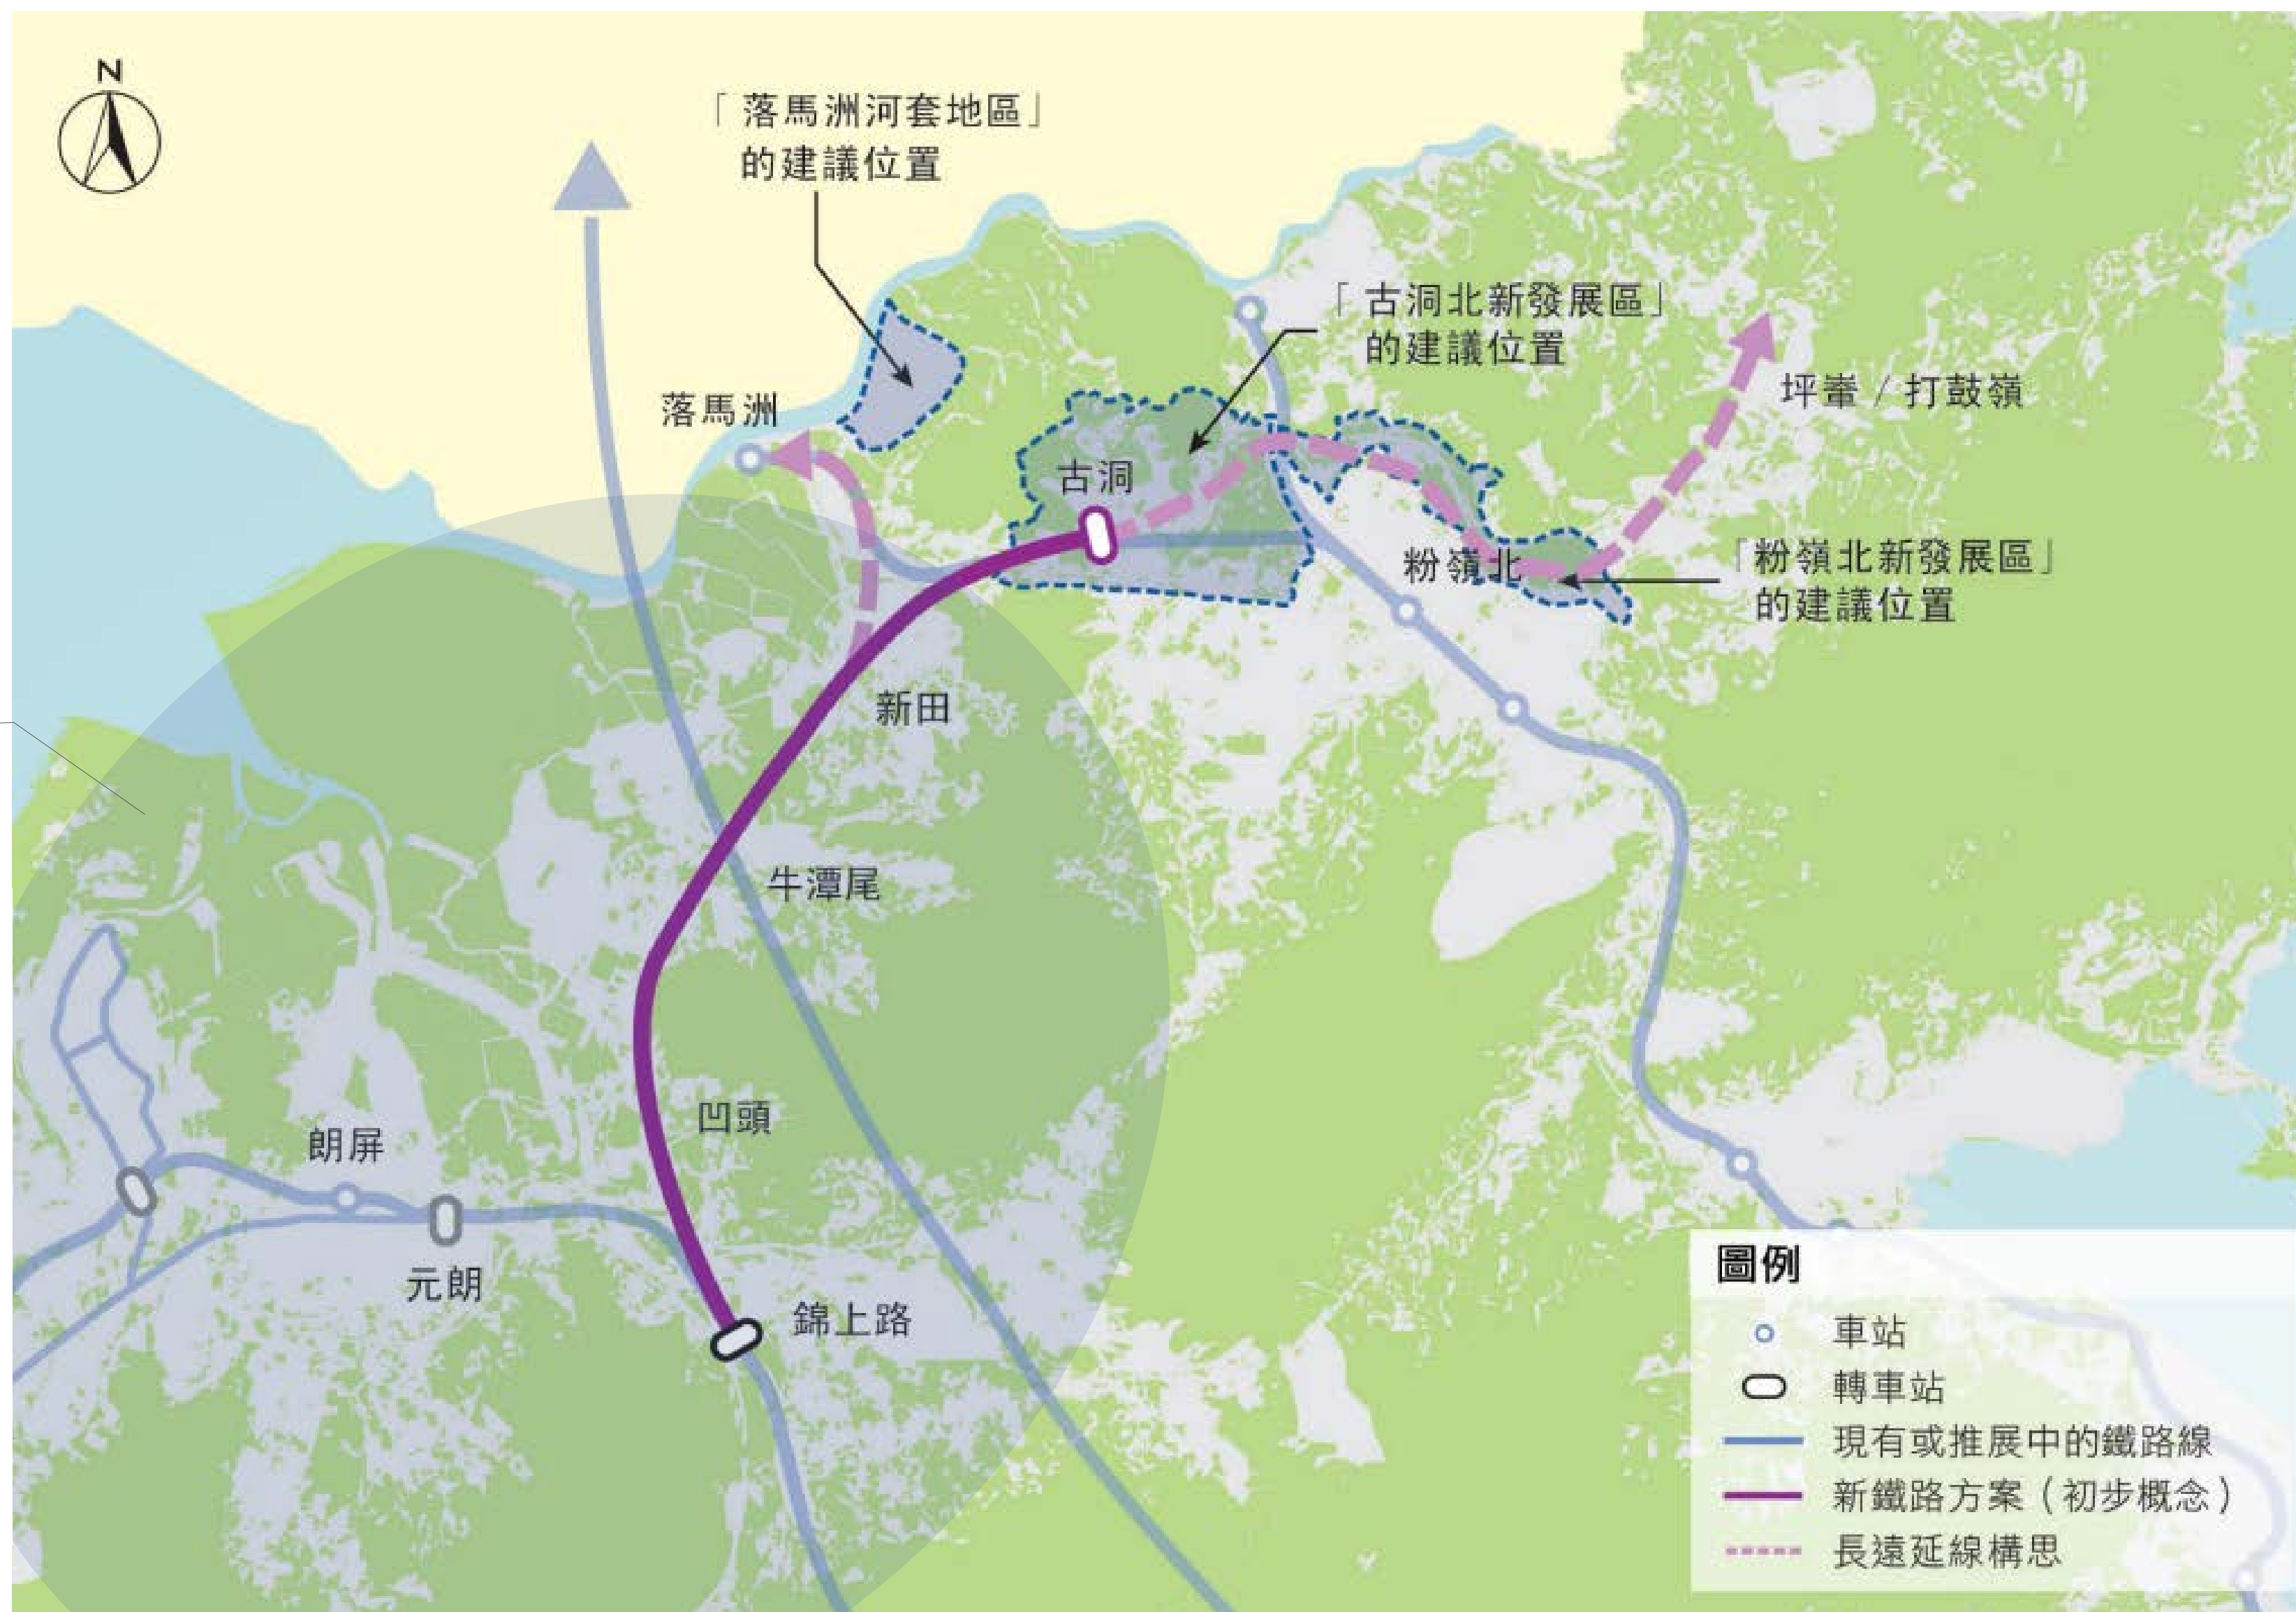 N
「落馬洲河套地區」
的建議位置
「古洞北新發展區」
的建議位置
坪輋 / 打鼓嶺
落馬洲
古洞
粉嶺北
「粉嶺北新發展區」
的建議位置
新田
牛潭尾
凹頭
朗屏
元朗
錦上路
圖例
車站
轉車站
現有或推展中的鐵路線
新鐵路方案（初步概念）
長遠延線構思